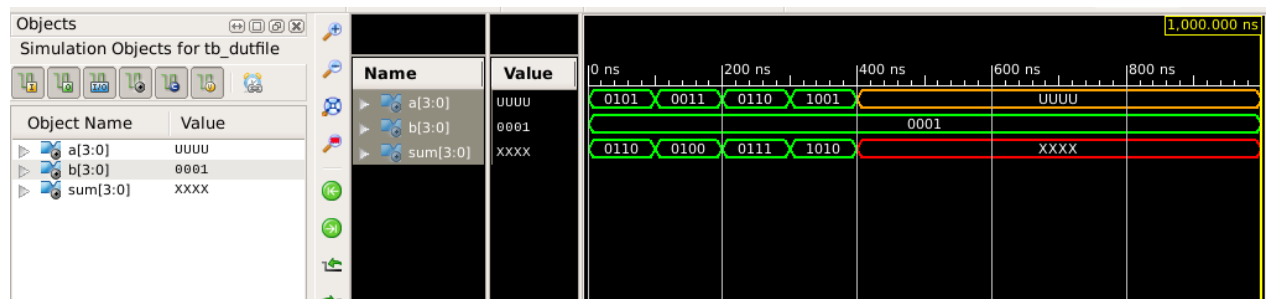 Objects
Simulation Objects for tb_dutfile
Object Name Value
a[3:0] UUUU
b[3:0] 0001
sum[3:0] XXXX
1,000.000 ns
Name Value
0 ns 200 ns 400 ns 600 ns 800 ns
a[3:0] UUUU 0101 0011 0110 1001 UUUU
b[3:0] 0001 0001
sum[3:0] XXXX 0110 0100 0111 1010 XXXX